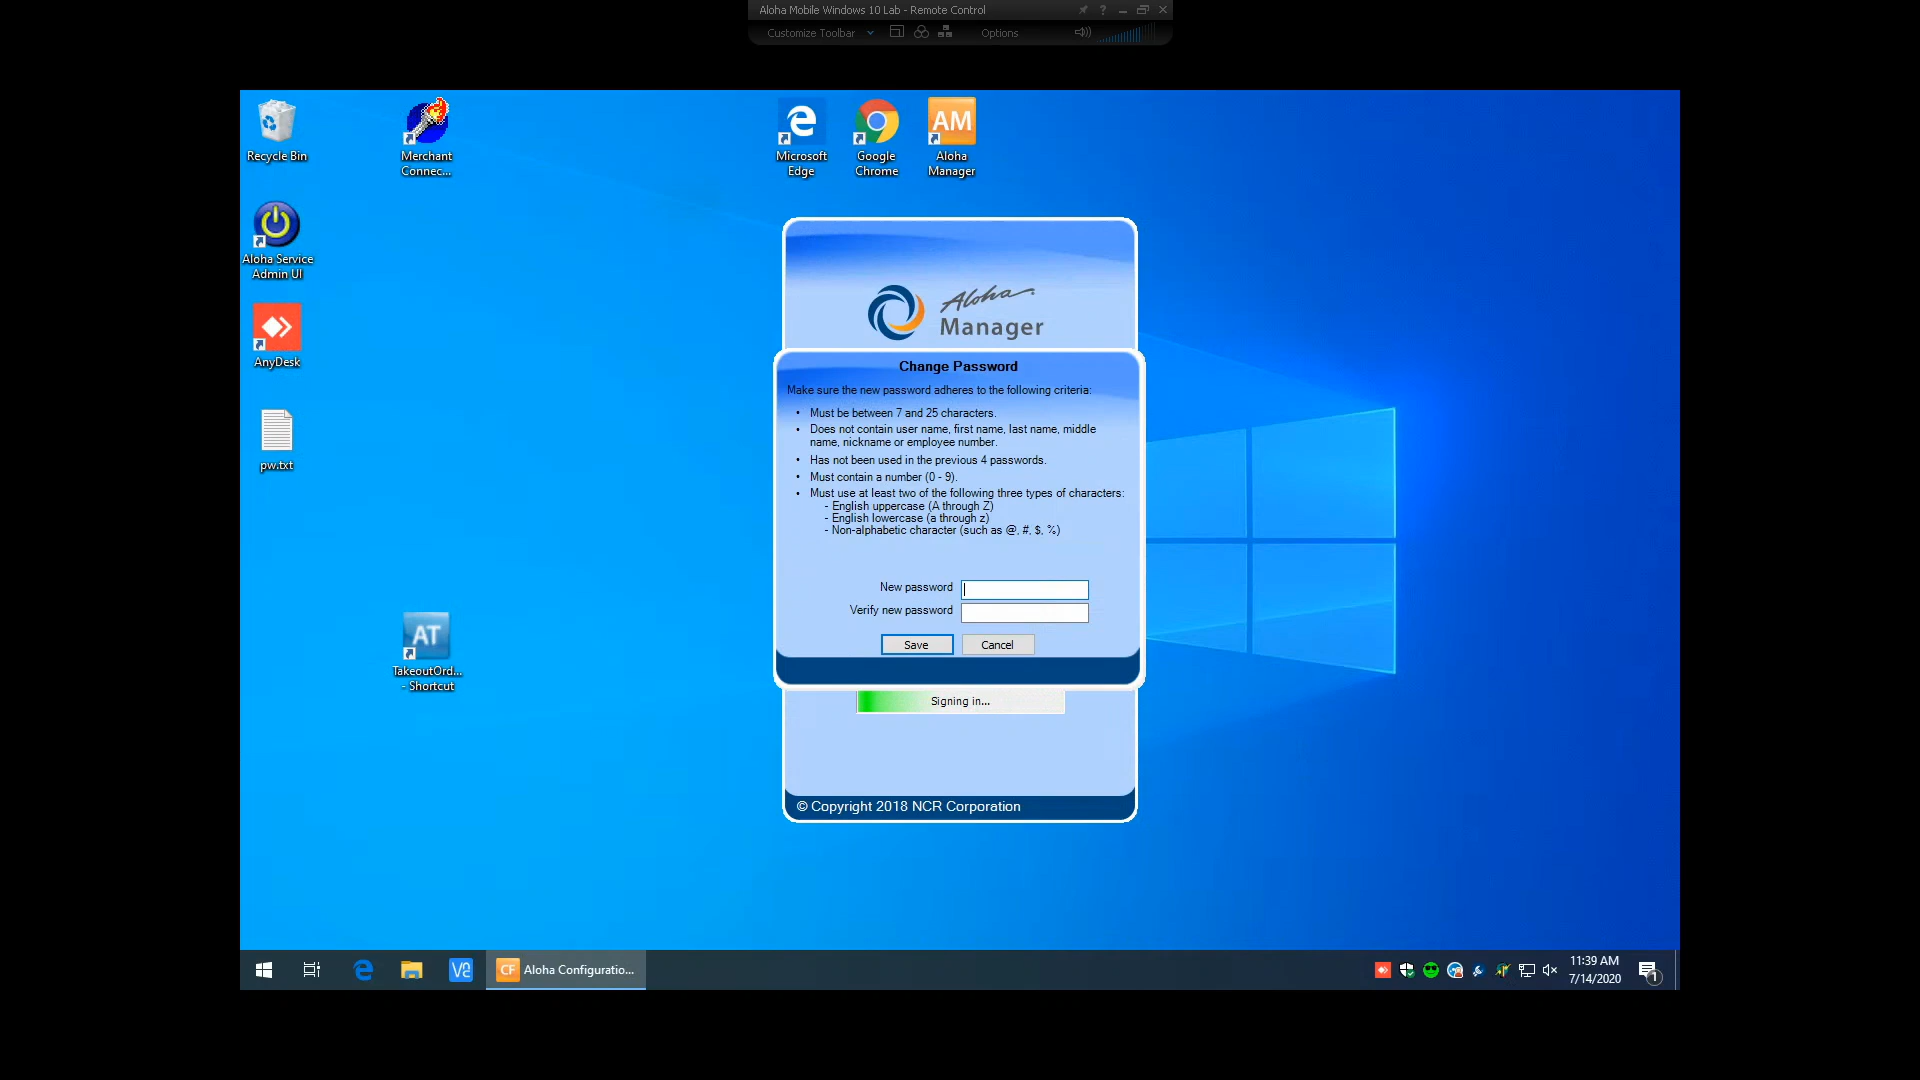 Aloha Mobile Windows 10 Lab - Remote Control
Customize Toolbar
Options
Recycle Bin
Merchant
Connec...
Microsoft
Edge
Google
Chrome
AM
Aloha
Manager
Aloha Service
Admin UI
AnyDesk
pw.txt
AT
TakeoutOrd...
- Shortcut
Aloha
Manager
Change Password
Make sure the new password adheres to the following criteria:
• Must be between 7 and 25 characters.
• Does not contain user name, first name, last name, middle
name, nickname or employee number.
• Has not been used in the previous 4 passwords.
• Must contain a number (0 - 9).
• Must use at least two of the following three types of characters:
- English uppercase (A through Z)
- English lowercase (a through z)
- Non-alphabetic character (such as @, #, $, %)
New password
Verify new password
Save Cancel
Signing in...
© Copyright 2018 NCR Corporation
CF Aloha Configuratio...
11:39 AM
7/14/2020
1